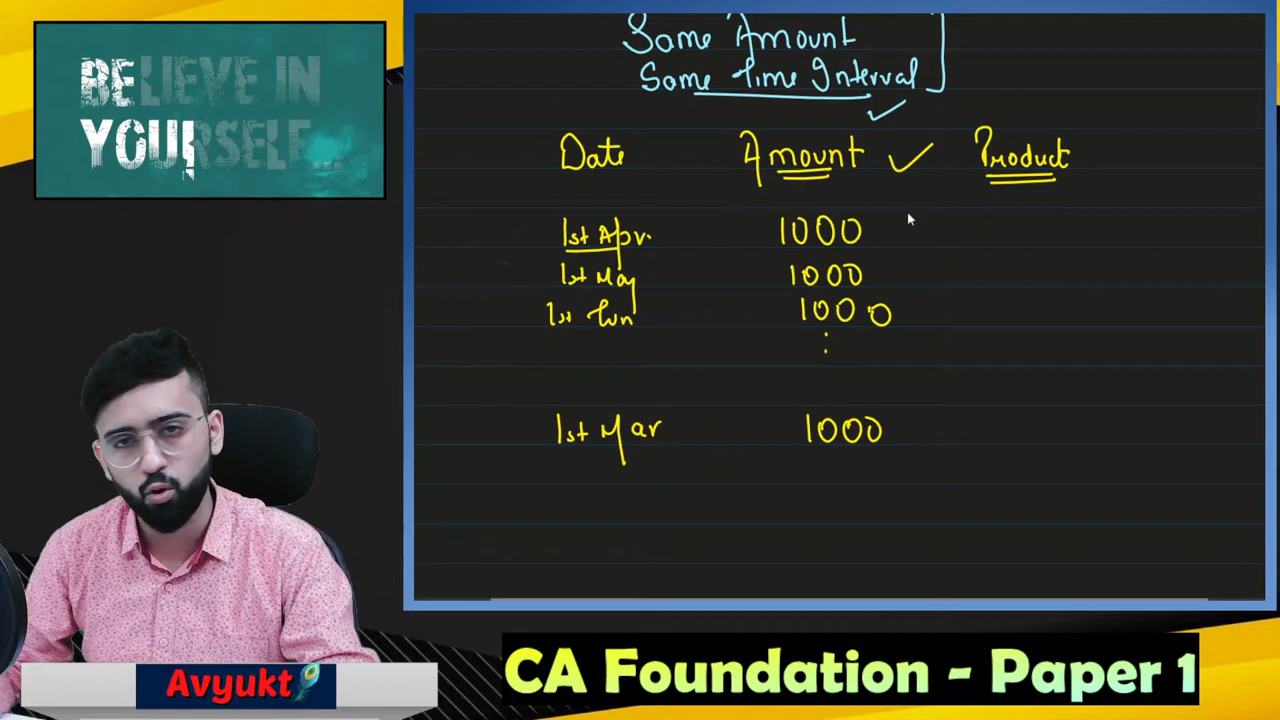 BELIEVE IN
YOURSELF...
Same Amount
Same Time Interval
Date Amount Product
1st Apr. 1000
1st May 1000
1st Jun 1000
1st Mar 1000
Avyukt
CA Foundation - Paper 1